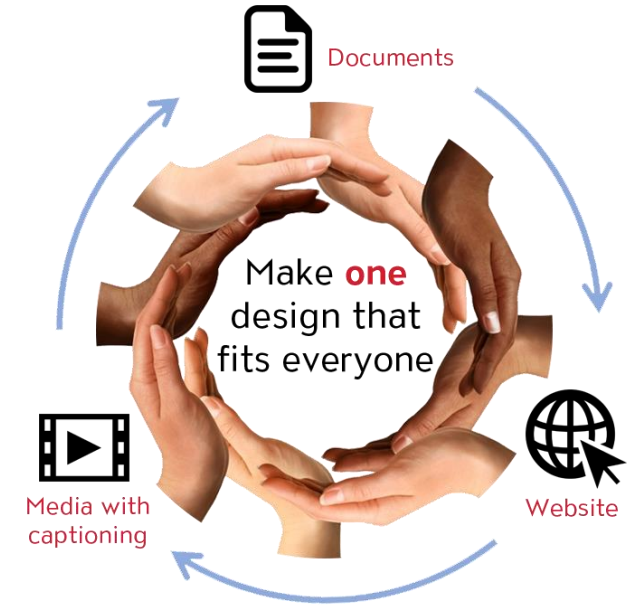 Documents
Make one
design that
fits everyone
Media with
captioning
Website